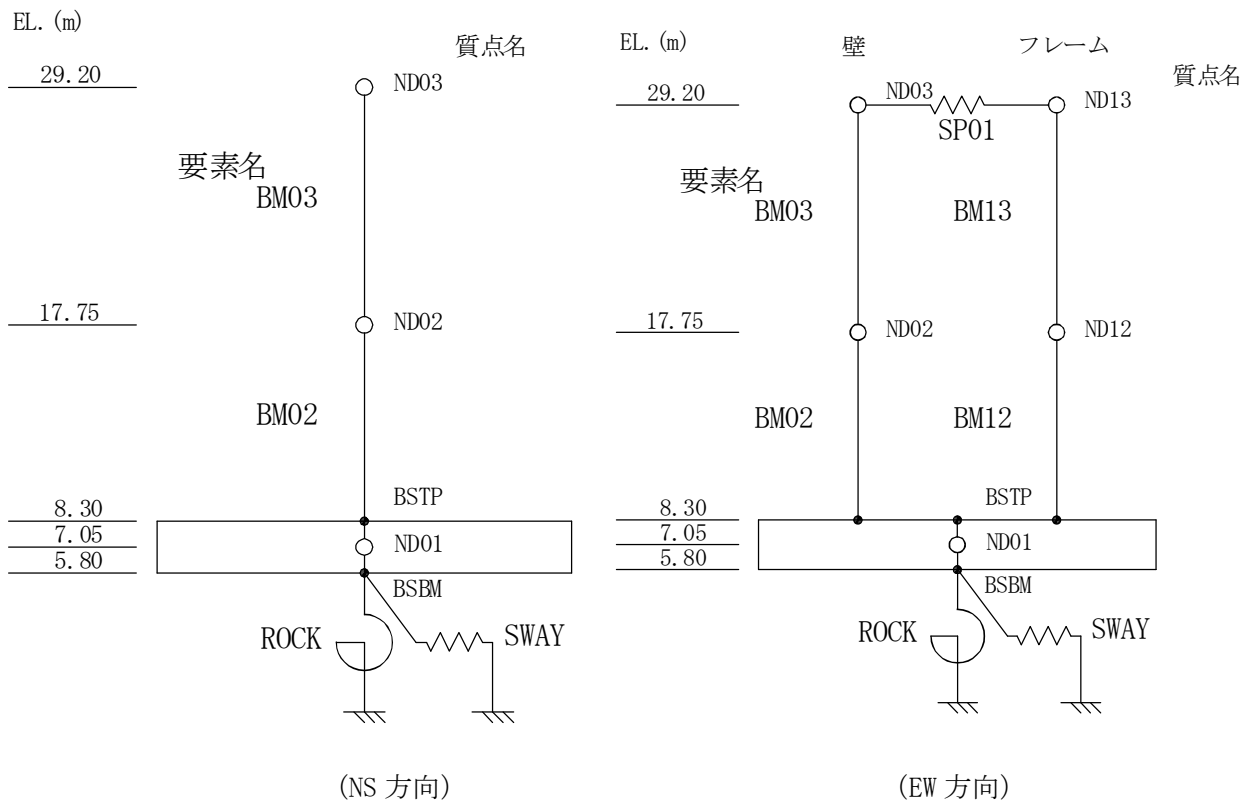 EL.(m)
質点名
29.20
ND03
要素名
BM03
17.75
ND02
BM02
BSTP
8.30
7.05
ND01
5.80
BSBM
ROCK
SWAY
(NS 方向)
EL.(m)
壁
フレーム
質点名
29.20
ND03
ND13
SP01
要素名
BM03
BM13
17.75
ND02
ND12
BM02
BM12
BSTP
8.30
7.05
ND01
5.80
BSBM
ROCK
SWAY
(EW 方向)